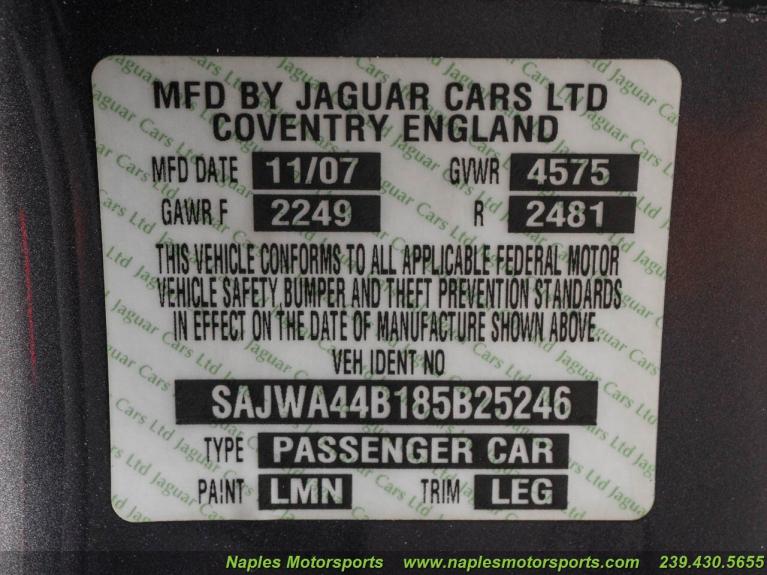 MFD BY JAGUAR CARS LTD
COVENTRY ENGLAND
MFD DATE 11/07 GVWR 4575
GAWR F 2249 R 2481
THIS VEHICLE CONFORMS TO ALL APPLICABLE FEDERAL MOTOR
VEHICLE SAFETY, BUMPER AND THEFT PREVENTION STANDARDS
IN EFFECT ON THE DATE OF MANUFACTURE SHOWN ABOVE.
VEH IDENT NO
SAJWA44B185B25246
TYPE PASSENGER CAR
PAINT LMN TRIM LEG
Naples Motorsports www.naplesmotorsports.com 239.430.5655